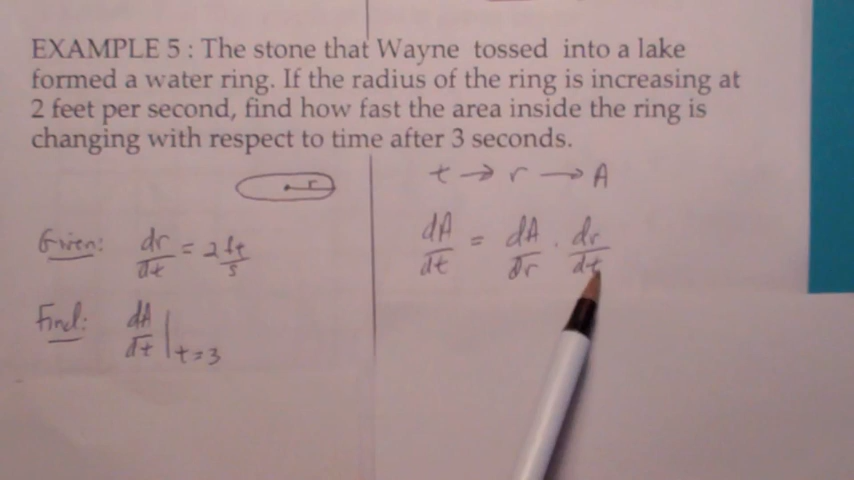 EXAMPLE 5 : The stone that Wayne tossed into a lake
formed a water ring. If the radius of the ring is increasing at
2 feet per second, find how fast the area inside the ring is
changing with respect to time after 3 seconds.
r
Given: dr/dt = 2 ft/s
Find: dA/dt | t=3
t → r → A
dA/dt = dA/dr · dr/dt